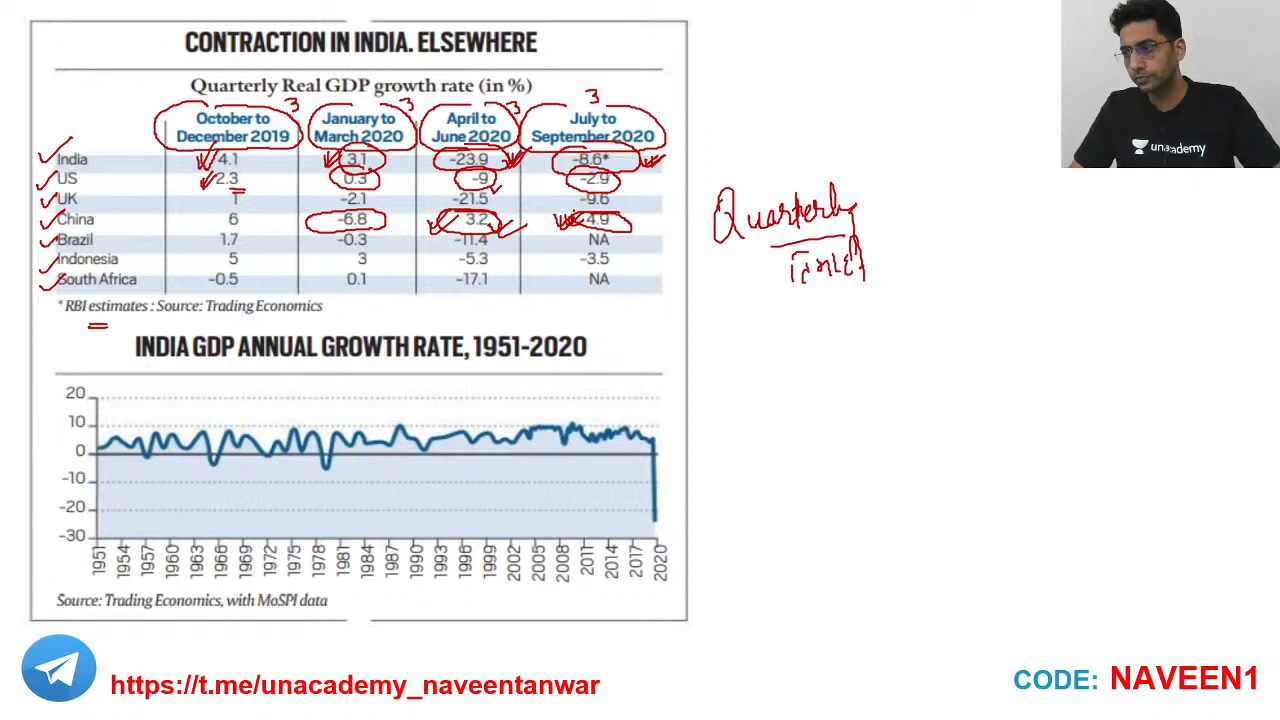 CONTRACTION IN INDIA. ELSEWHERE
Quarterly Real GDP growth rate (in %)
3 3 3 3
October to December 2019 January to March 2020 April to June 2020 July to September 2020
India 4.1 3.1 -23.9 -8.6*
US 2.3 0.3 -9 -2.9
UK 1 -2.1 -21.5 -9.6
China 6 -6.8 3.2 4.9
Brazil 1.7 -0.3 -11.4 NA
Indonesia 5 3 -5.3 -3.5
South Africa -0.5 0.1 -17.1 NA
* RBI estimates : Source: Trading Economics
INDIA GDP ANNUAL GROWTH RATE, 1951-2020
20
10
0
-10
-20
-30
1951 1954 1957 1960 1963 1966 1969 1972 1975 1978 1981 1984 1987 1990 1993 1996 1999 2002 2005 2008 2011 2014 2017 2020
Source: Trading Economics, with MoSPI data
unacademy
Quarterly
https://t.me/unacademy_naveentanwar
CODE: NAVEEN1